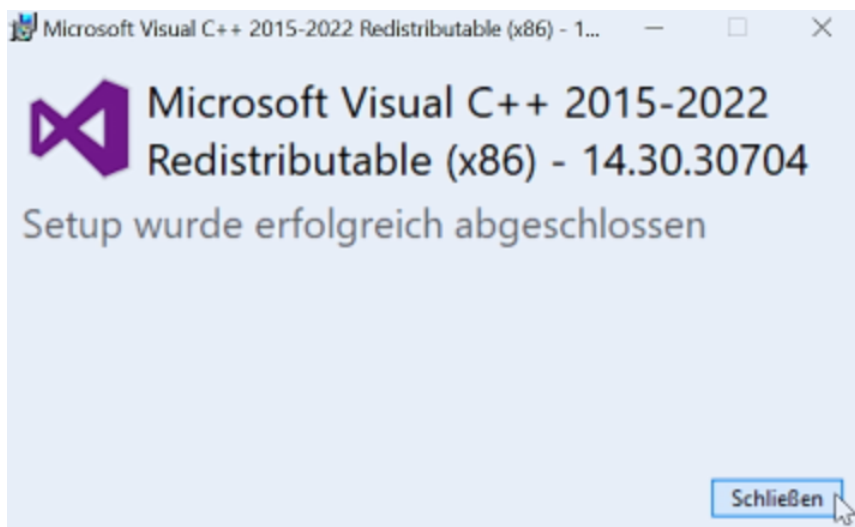 Microsoft Visual C++ 2015-2022 Redistributable (x86) - 1...
Microsoft Visual C++ 2015-2022
Redistributable (x86) - 14.30.30704
Setup wurde erfolgreich abgeschlossen
Schließen